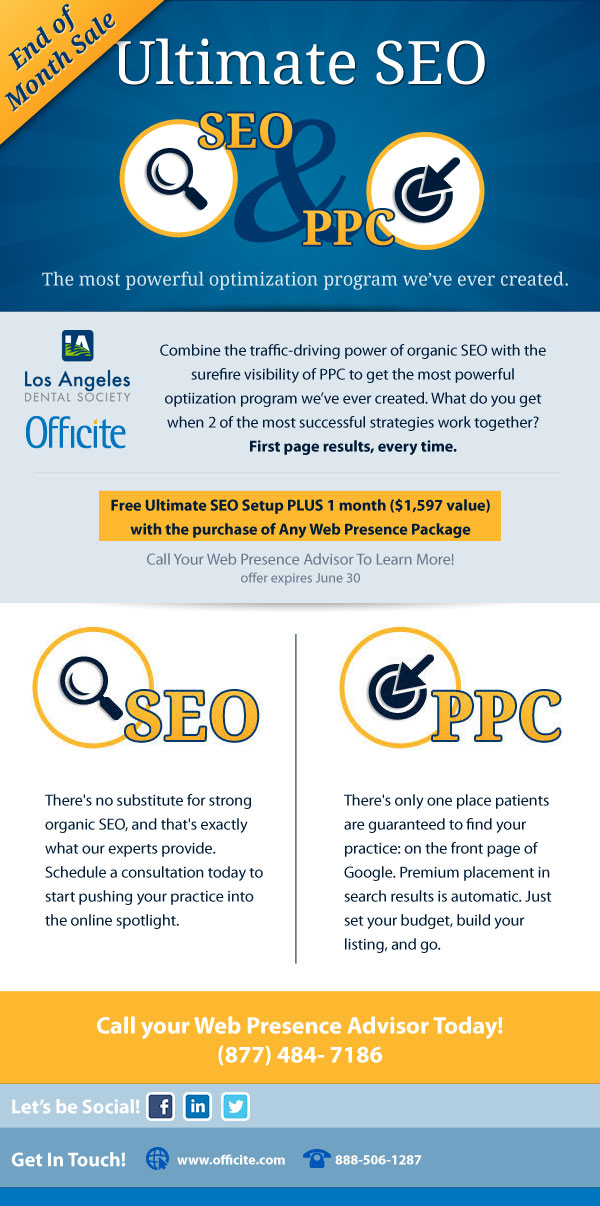 End of
Month Sale
Ultimate SEO
SEO
&
PPC
The most powerful optimization program we've ever created.
LA
Los Angeles
DENTAL SOCIETY
Officite
Combine the traffic-driving power of organic SEO with the
surefire visibility of PPC to get the most powerful
optiization program we've ever created. What do you get
when 2 of the most successful strategies work together?
First page results, every time.
Free Ultimate SEO Setup PLUS 1 month ($1,597 value)
with the purchase of Any Web Presence Package
Call Your Web Presence Advisor To Learn More!
offer expires June 30
SEO
There's no substitute for strong
organic SEO, and that's exactly
what our experts provide.
Schedule a consultation today to
start pushing your practice into
the online spotlight.
PPC
There's only one place patients
are guaranteed to find your
practice: on the front page of
Google. Premium placement in
search results is automatic. Just
set your budget, build your
listing, and go.
Call your Web Presence Advisor Today!
(877) 484- 7186
Let's be Social!
f
in
Get In Touch!
www.officite.com
888-506-1287